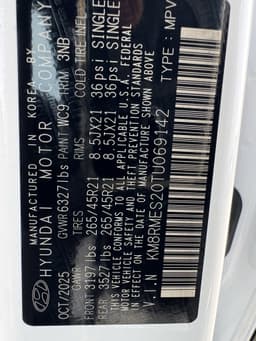 MANUFACTURED IN KOREA BY
HYUNDAI MOTOR COMPANY
OCT/2025 GVWR 6327 lbs PAINT NC9 TRIM 3NB
GAWR TIRES RIMS COLD TIRE
FRONT 3197 lbs 265/45R21 8.5JX21 36psi SINGLE
REAR 3527 lbs 265/45R21 8.5JX21 36psi SINGLE
THIS VEHICLE CONFORMS TO ALL APPLICABLE U.S. FEDERAL
MOTOR VEHICLE SAFETY AND THEFT PREVENTION STANDARDS
IN EFFECT ON THE DATE OF MANUFACTURE SHOWN ABOVE.
V.I.N KM8RMES20TU069142 TYPE : MPV